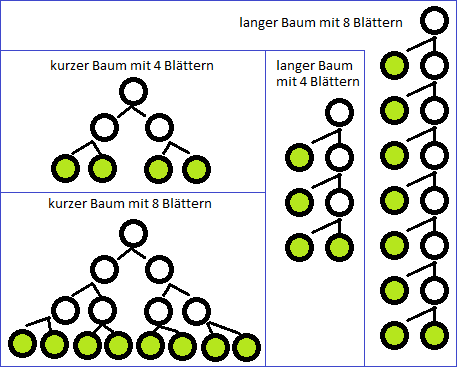 langer Baum mit 8 Blättern
kurzer Baum mit 4 Blättern
langer Baum
mit 4 Blättern
kurzer Baum mit 8 Blättern